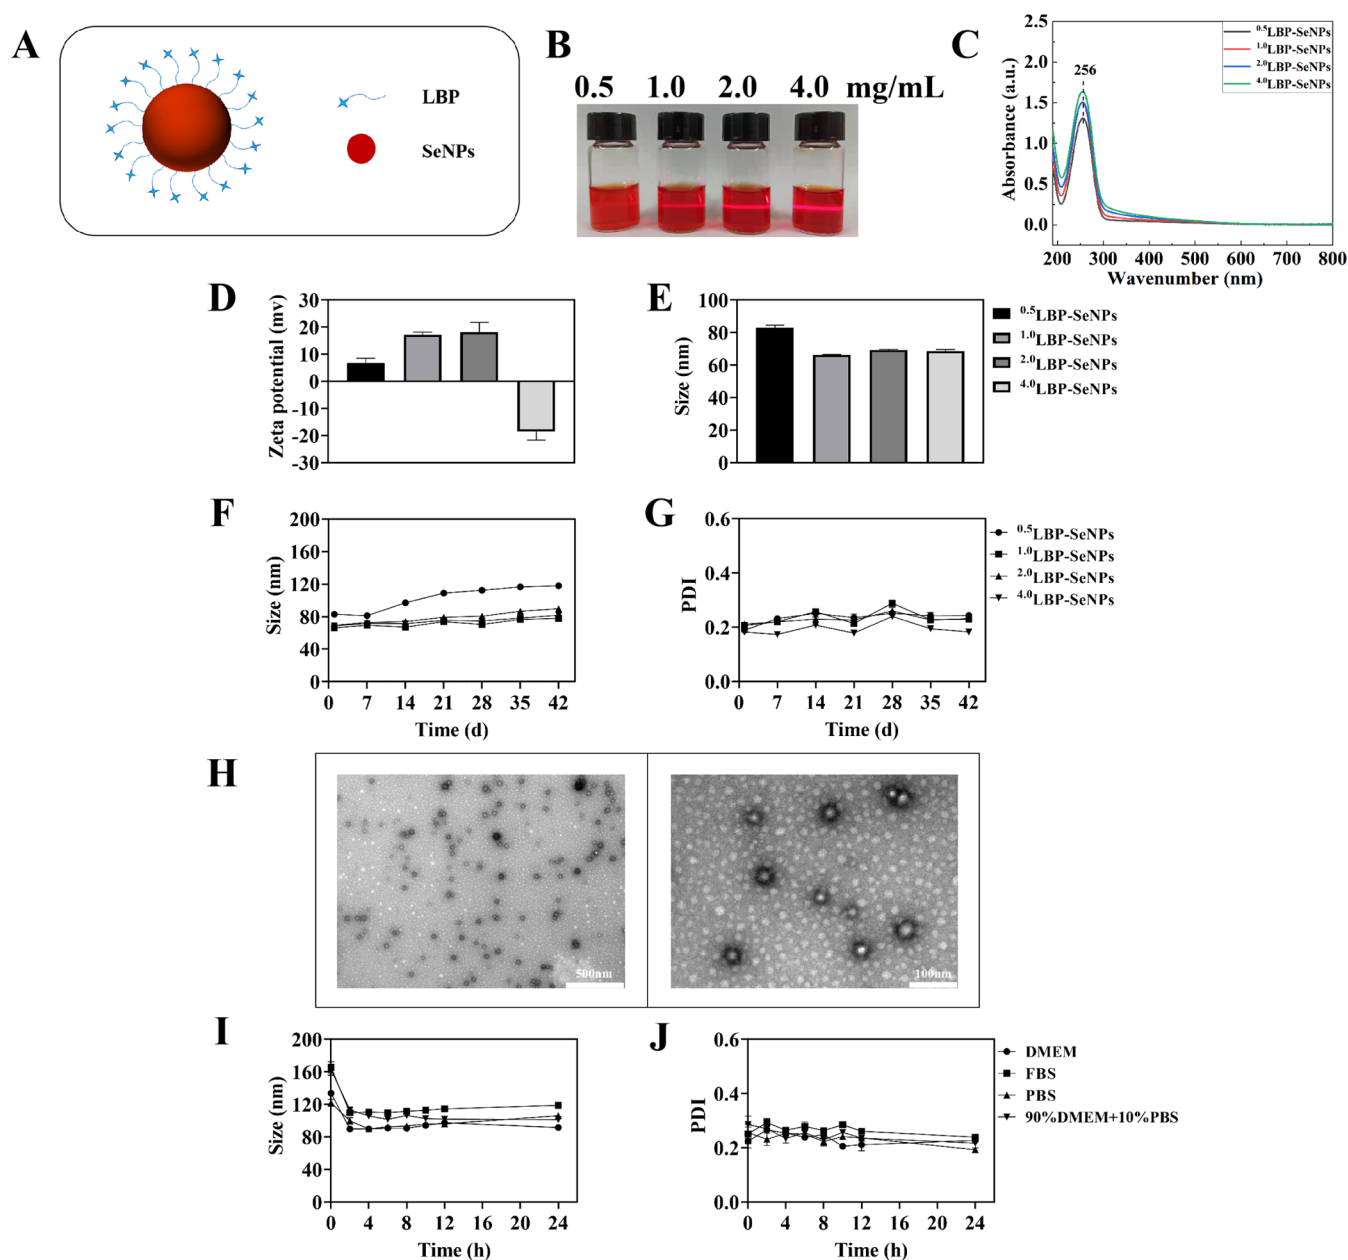 A
LBP
SeNPs
B
0.5 1.0 2.0 4.0 mg/mL
C
2.5
2.0
1.5
1.0
0.5
0.0
Absorbance (a.u.)
256
⁰·⁵LBP-SeNPs
¹·⁰LBP-SeNPs
²·⁰LBP-SeNPs
⁴·⁰LBP-SeNPs
200 300 400 500 600 700 800
Wavenumber (nm)
D
30
20
10
0
-10
-20
-30
Zeta potential (mv)
E
100
80
60
40
20
0
Size (nm)
⁰·⁵LBP-SeNPs
¹·⁰LBP-SeNPs
²·⁰LBP-SeNPs
⁴·⁰LBP-SeNPs
F
200
160
120
80
40
0
Size (nm)
0 7 14 21 28 35 42
Time (d)
G
0.6
0.4
0.2
0.0
PDI
0 7 14 21 28 35 42
Time (d)
⁰·⁵LBP-SeNPs
¹·⁰LBP-SeNPs
²·⁰LBP-SeNPs
⁴·⁰LBP-SeNPs
H
500nm
100nm
I
200
160
120
80
40
0
Size (nm)
0 4 8 12 16 20 24
Time (h)
J
0.6
0.4
0.2
0.0
PDI
0 4 8 12 16 20 24
Time (h)
DMEM
FBS
PBS
90%DMEM+10%PBS